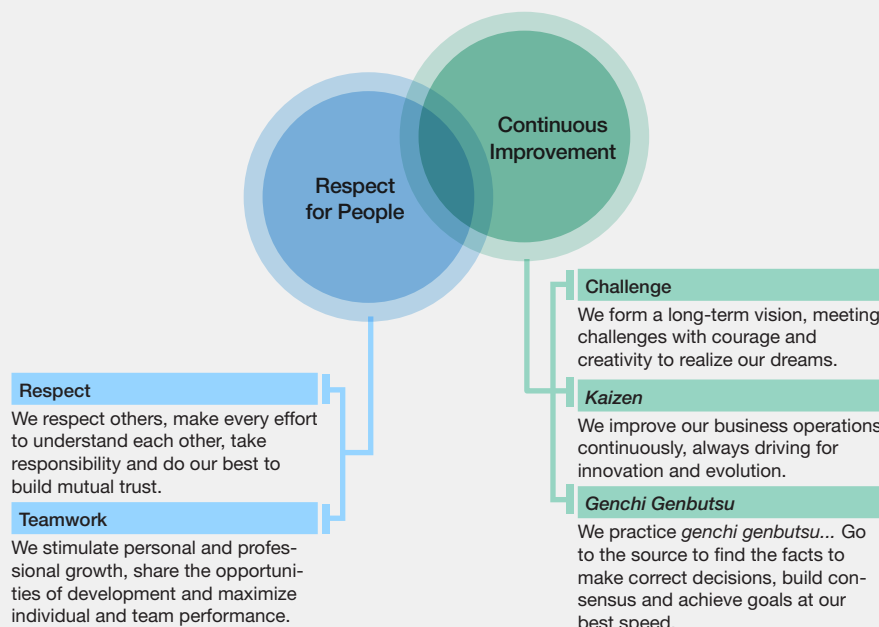 Continuous
Improvement
Respect
for People
Challenge
We form a long-term vision, meeting
challenges with courage and
creativity to realize our dreams.
Respect
We respect others, make every effort
to understand each other, take
responsibility and do our best to
build mutual trust.
Kaizen
We improve our business operations
continuously, always driving for
innovation and evolution.
Teamwork
We stimulate personal and profes-
sional growth, share the opportuni-
ties of development and maximize
individual and team performance.
Genchi Genbutsu
We practice genchi genbutsu... Go
to the source to find the facts to
make correct decisions, build con-
sensus and achieve goals at our
best speed.